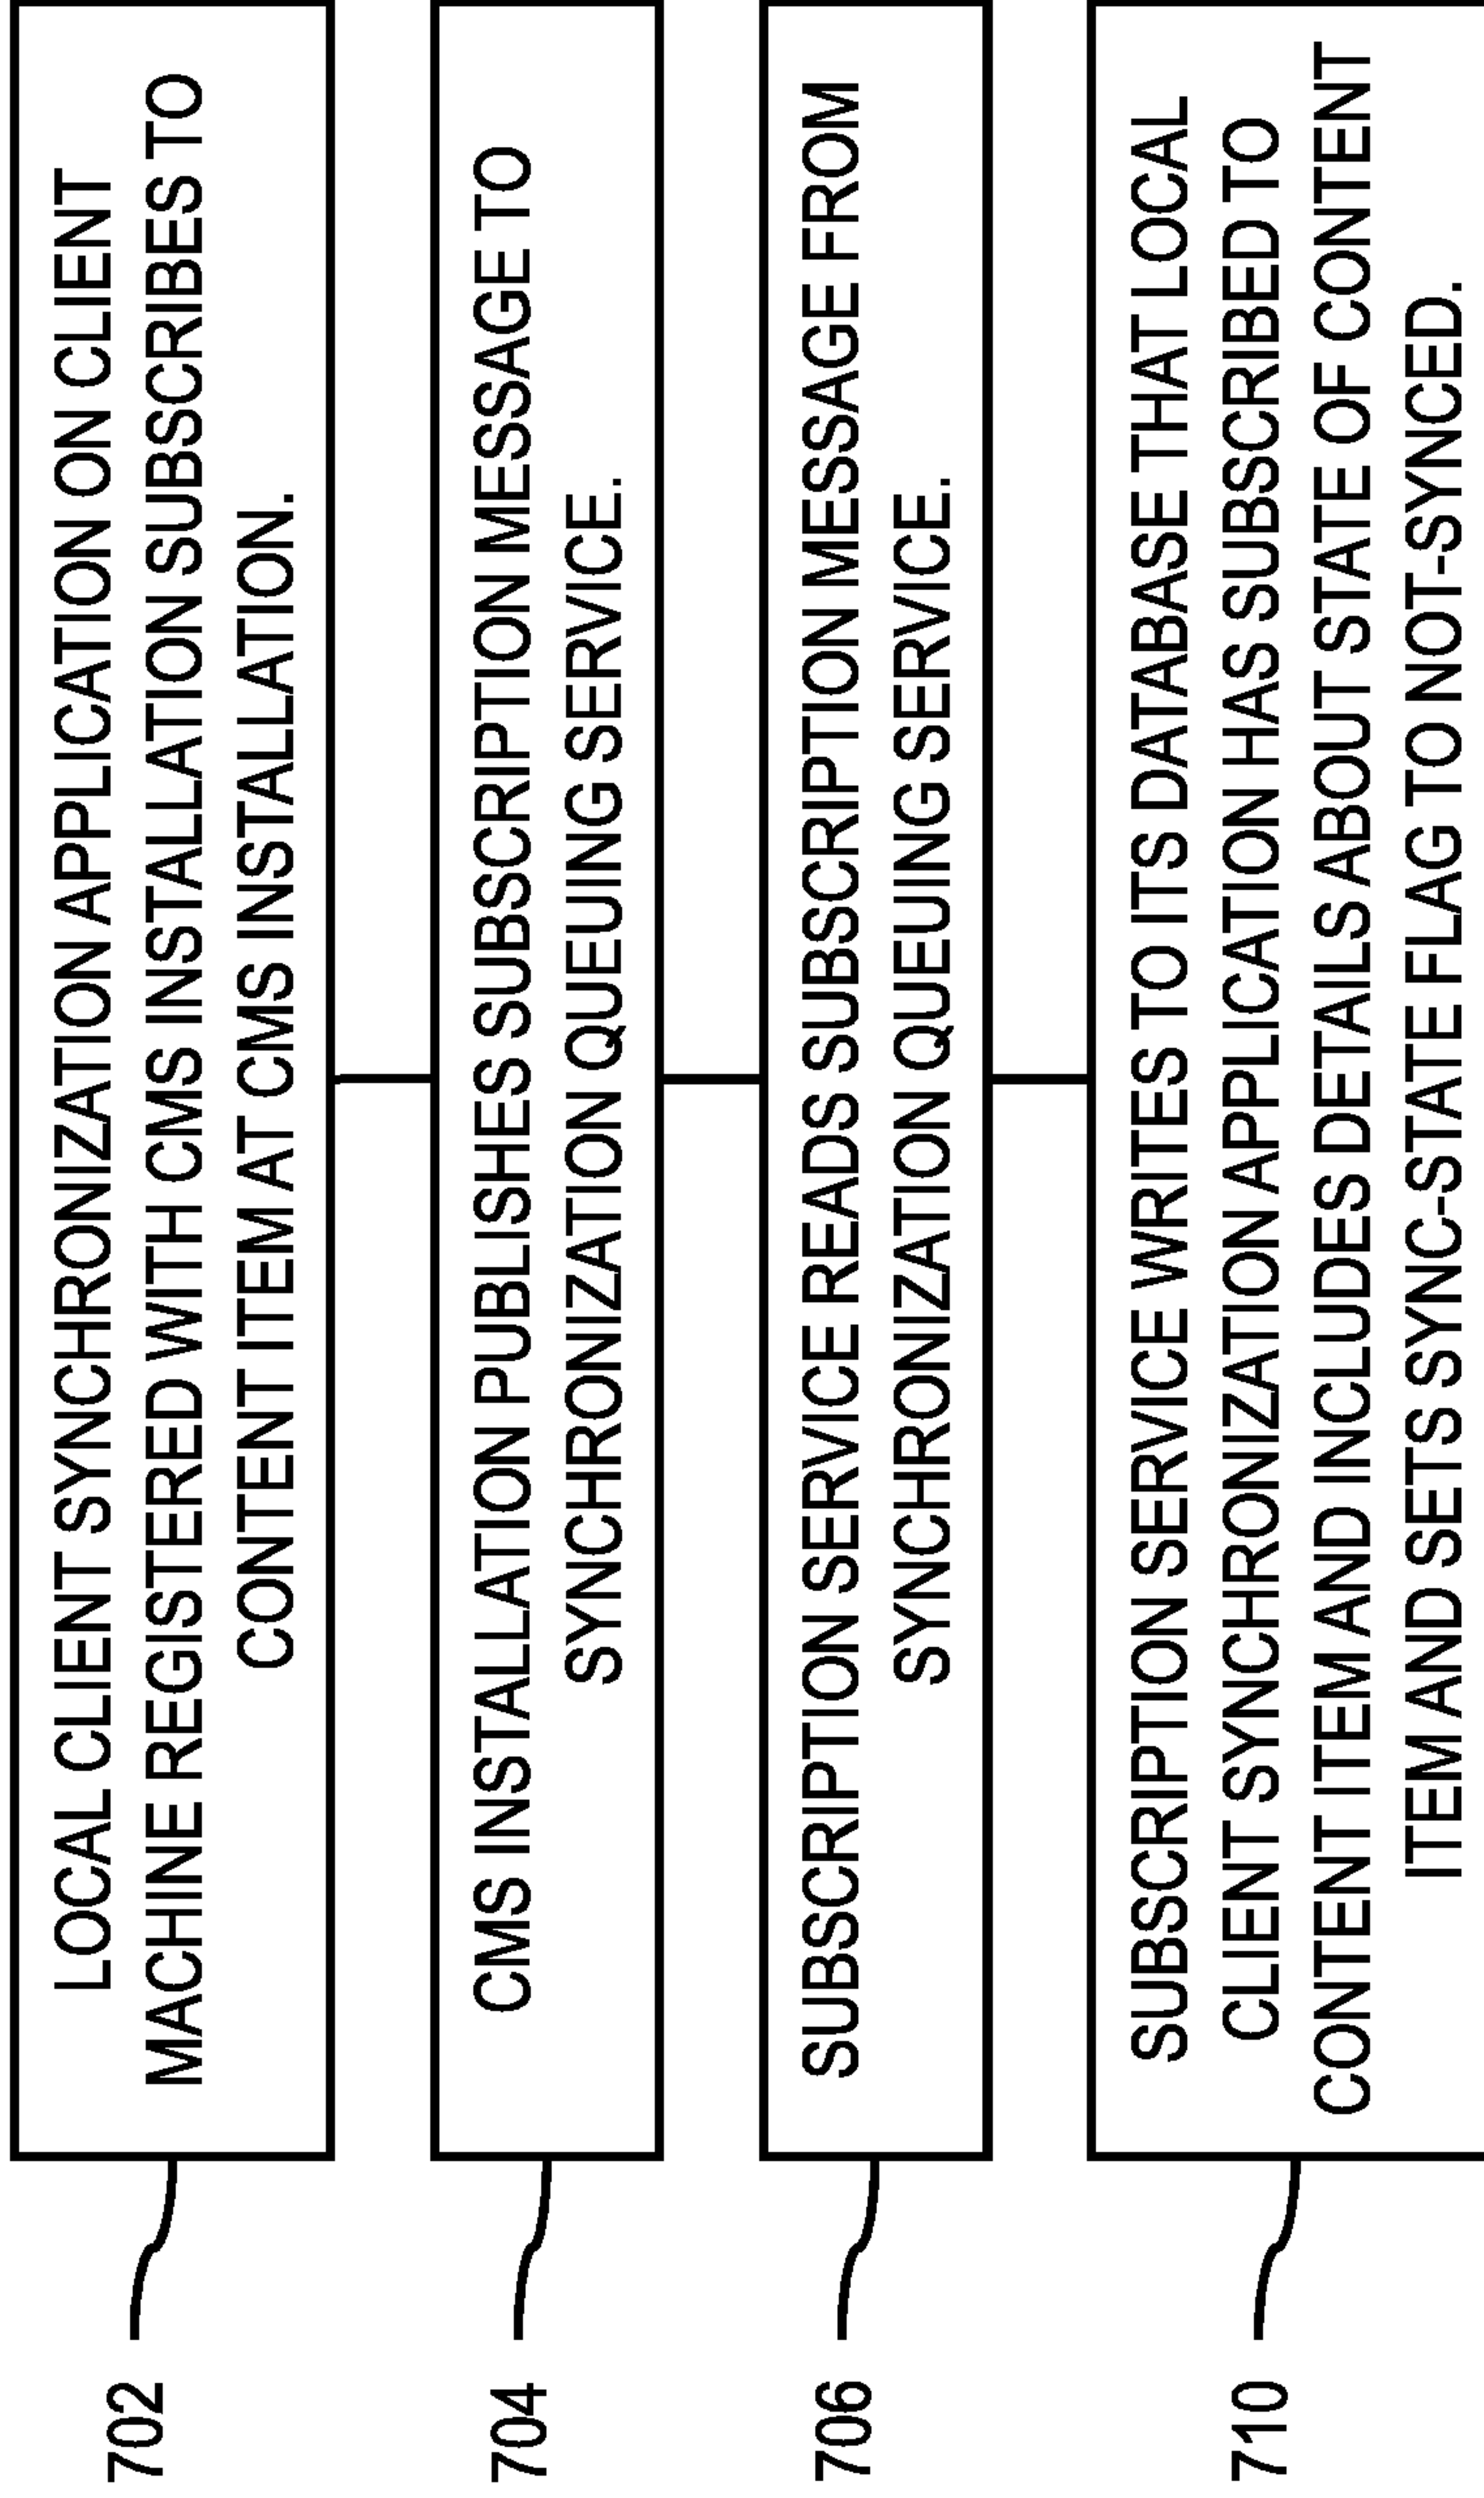 702
LOCAL CLIENT SYNCHRONIZATION APPLICATION ON CLIENT
MACHINE REGISTERED WITH CMS INSTALLATION SUBSCRIBES TO
CONTENT ITEM AT CMS INSTALLATION.
704
CMS INSTALLATION PUBLISHES SUBSCRIPTION MESSAGE TO
SYNCHRONIZATION QUEUING SERVICE.
706
SUBSCRIPTION SERVICE READS SUBSCRIPTION MESSAGE FROM
SYNCHRONIZATION QUEUING SERVICE.
710
SUBSCRIPTION SERVICE WRITES TO ITS DATABASE THAT LOCAL
CLIENT SYNCHRONIZATION APPLICATION HAS SUBSCRIBED TO
CONTENT ITEM AND INCLUDES DETAILS ABOUT STATE OF CONTENT
ITEM AND SETS SYNC-STATE FLAG TO NOT-SYNCED.